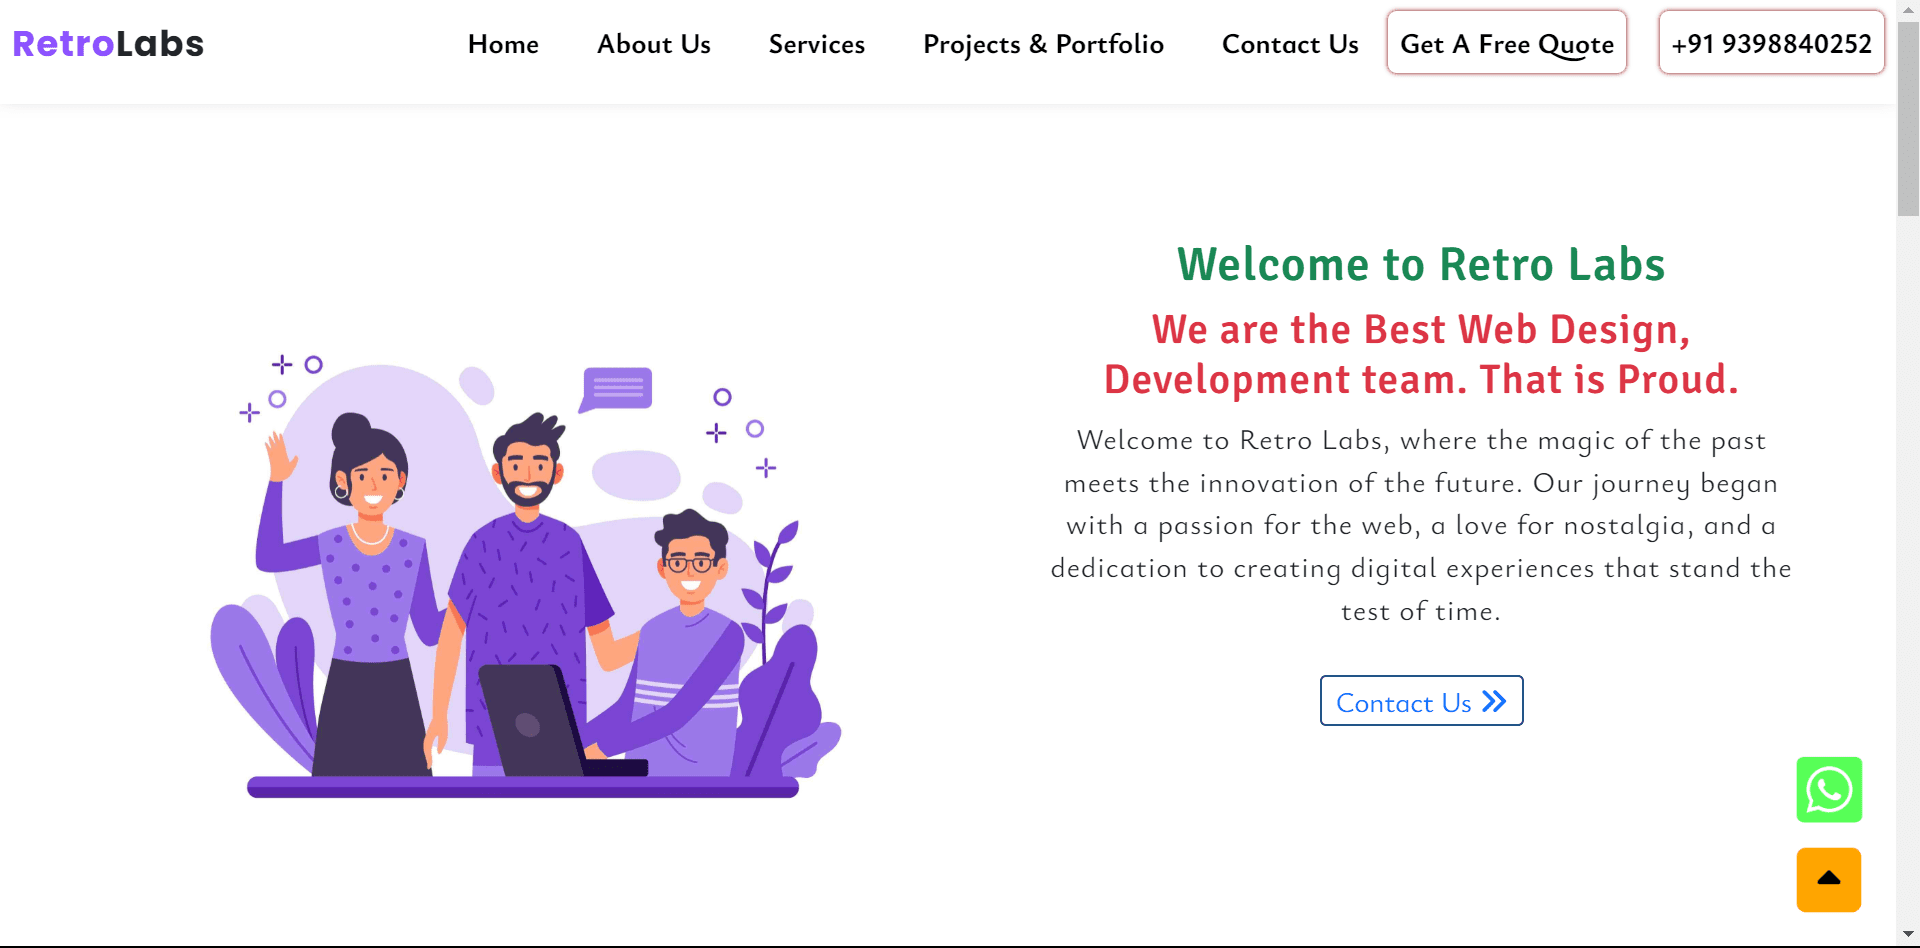 RetroLabs
Home
About Us
Services
Projects & Portfolio
Contact Us
Get A Free Quote
+91 9398840252
Welcome to Retro Labs
We are the Best Web Design,
Development team. That is Proud.
Welcome to Retro Labs, where the magic of the past
meets the innovation of the future. Our journey began
with a passion for the web, a love for nostalgia, and a
dedication to creating digital experiences that stand the
test of time.
Contact Us